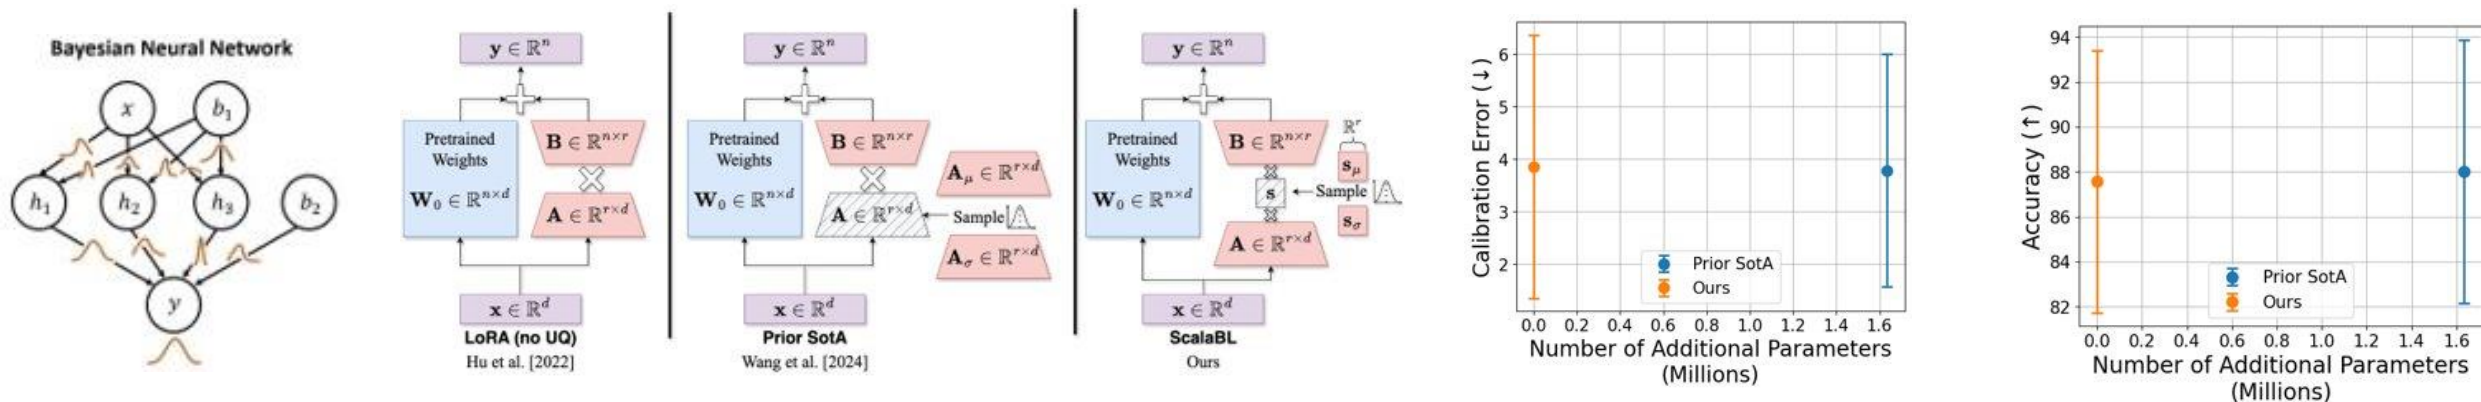 Bayesian Neural Network
x
b₁
h₁
h₂
h₃
b₂
y
y ∈ ℝⁿ
Pretrained
Weights
W₀ ∈ ℝⁿˣᵈ
B ∈ ℝⁿˣʳ
A ∈ ℝʳˣᵈ
x ∈ ℝᵈ
LoRA (no UQ)
Hu et al. [2022]
y ∈ ℝⁿ
Pretrained
Weights
W₀ ∈ ℝⁿˣᵈ
B ∈ ℝⁿˣʳ
A ∈ ℝʳˣᵈ
Sample
A_μ ∈ ℝʳˣᵈ
A_σ ∈ ℝʳˣᵈ
x ∈ ℝᵈ
Prior SotA
Wang et al. [2024]
y ∈ ℝⁿ
Pretrained
Weights
W₀ ∈ ℝⁿˣᵈ
B ∈ ℝⁿˣʳ
s
A ∈ ℝʳˣᵈ
ℝʳ
s_μ
Sample
s_σ
x ∈ ℝᵈ
ScalaBL
Ours
Calibration Error (↓)
6
5
4
3
2
Prior SotA
Ours
0.0 0.2 0.4 0.6 0.8 1.0 1.2 1.4 1.6
Number of Additional Parameters
(Millions)
Accuracy (↑)
94
92
90
88
86
84
82
Prior SotA
Ours
0.0 0.2 0.4 0.6 0.8 1.0 1.2 1.4 1.6
Number of Additional Parameters
(Millions)